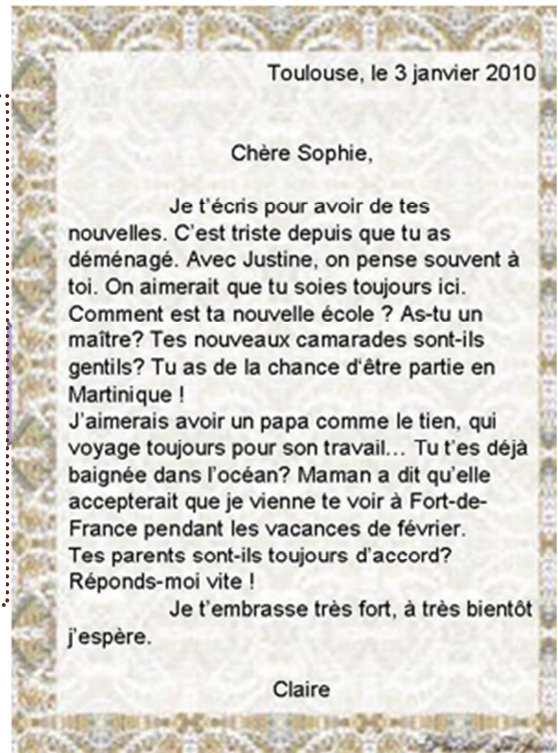 Toulouse, le 3 janvier 2010
Chère Sophie,
Je t'écris pour avoir de tes
nouvelles. C'est triste depuis que tu as
déménagé. Avec Justine, on pense souvent à
toi. On aimerait que tu soies toujours ici.
Comment est ta nouvelle école ? As-tu un
maître? Tes nouveaux camarades sont-ils
gentils? Tu as de la chance d'être partie en
Martinique !
J'aimerais avoir un papa comme le tien, qui
voyage toujours pour son travail... Tu t'es déjà
baignée dans l'océan? Maman a dit qu'elle
accepterait que je vienne te voir à Fort-de-
France pendant les vacances de février.
Tes parents sont-ils toujours d'accord?
Réponds-moi vite !
Je t'embrasse très fort, à très bientôt
j'espère.
Claire